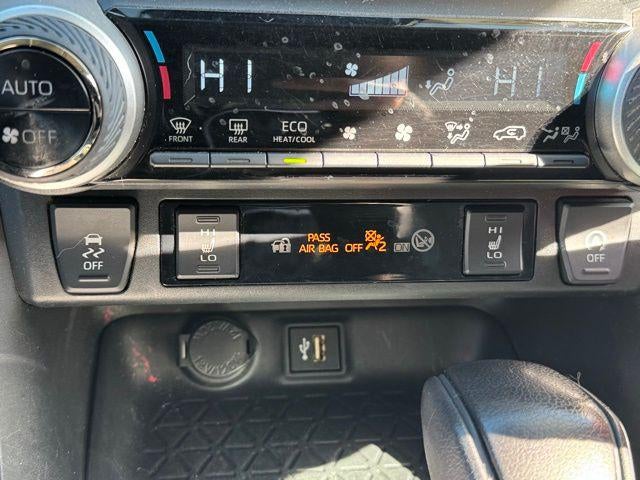 HI HI
AUTO
OFF
FRONT REAR ECO HEAT/COOL
OFF
HI
LO
PASS
AIR BAG OFF 2 ON
HI
LO
OFF